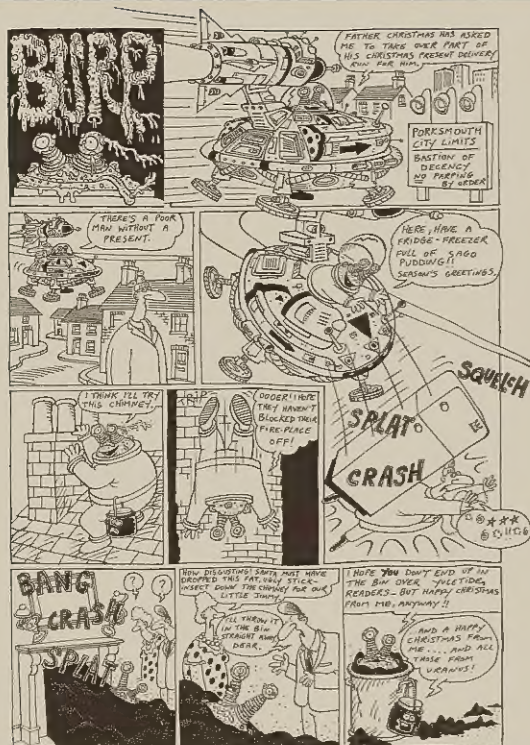 BURP
FATHER CHRISTMAS HAS ASKED
ME TO TAKE OVER PART OF
HIS CHRISTMAS PRESENT DELIVERY
RUN FOR HIM.
PORKSMOUTH
CITY LIMITS
BASTION OF
DECENCY
NO PARPING
BY ORDER
THERE'S A POOR
MAN WITHOUT A
PRESENT.
HERE, HAVE A
FRIDGE-FREEZER
FULL OF SAGO
PUDDING!!
SEASON'S GREETINGS.
SQUELCH
SPLAT
CRASH
I THINK I'LL TRY
THIS CHIMNEY..
TRIP
OOOER! I HOPE
THEY HAVEN'T
BLOCKED THEIR
FIRE-PLACE
OFF!
BANG
CRASH
SPLAT
?
?
HOW DISGUSTING! SANTA MUST HAVE
DROPPED THIS FAT, UGLY STICK-
INSECT DOWN THE CHIMNEY FOR OUR
LITTLE JIMMY.
I'LL THROW IT
IN THE BIN
STRAIGHT AWAY
DEAR.
I HOPE YOU DON'T END UP IN
THE BIN OVER YULETIDE,
READERS - BUT HAPPY CHRISTMAS
FROM ME, ANYWAY!!
AND A HAPPY
CHRISTMAS FROM
ME.... AND ALL
THOSE FROM
URANUS!